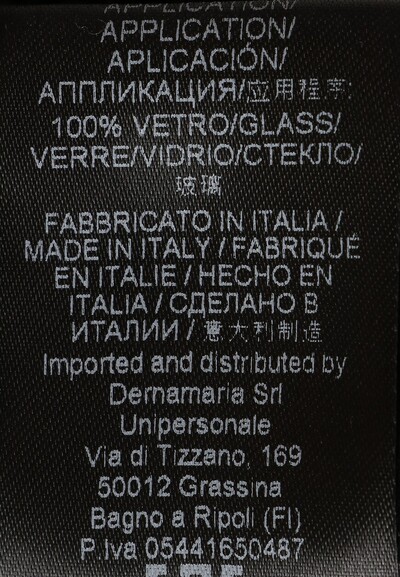 APPLICATION/
APPLICATION/
APLICACIÓN/
АППЛИКАЦИЯ/应用程序:
100% VETRO/GLASS/
VERRE/VIDRIO/СТЕКЛО/
玻璃
FABBRICATO IN ITALIA /
MADE IN ITALY / FABRIQUÉ
EN ITALIE / HECHO EN
ITALIA / СДЕЛАНО В
ИТАЛИИ / 意大利制造
Imported and distributed by
Dernamaria Srl
Unipersonale
Via di Tizzano, 169
50012 Grassina
Bagno a Ripoli (FI)
P.Iva 05441650487